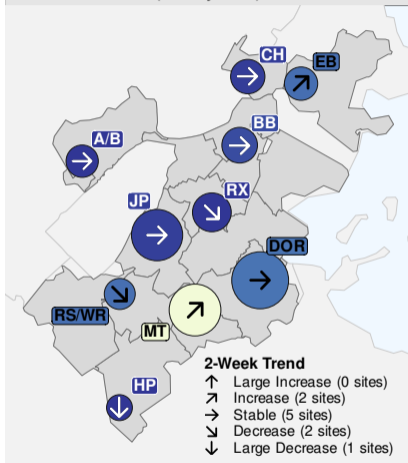 CH
EB
A/B
BB
JP
RX
DOR
RS/WR
MT
HP
2-Week Trend
↑ Large Increase (0 sites)
↗ Increase (2 sites)
→ Stable (5 sites)
↘ Decrease (2 sites)
↓ Large Decrease (1 sites)